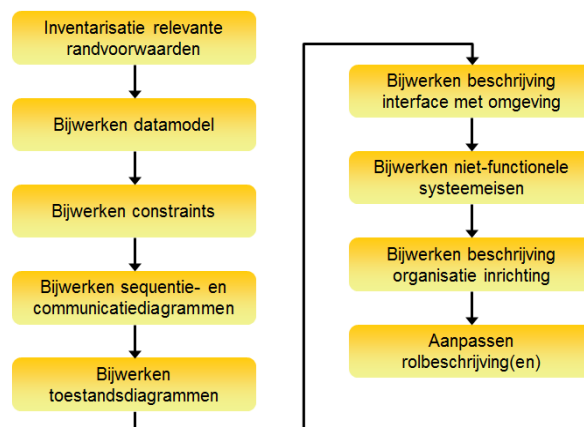 Inventarisatie relevante
randvoorwaarden
Bijwerken datamodel
Bijwerken constraints
Bijwerken sequentie- en
communicatiediagrammen
Bijwerken
toestandsdiagrammen
Bijwerken beschrijving
interface met omgeving
Bijwerken niet-functionele
systeemeisen
Bijwerken beschrijving
organisatie inrichting
Aanpassen
rolbeschrijving(en)